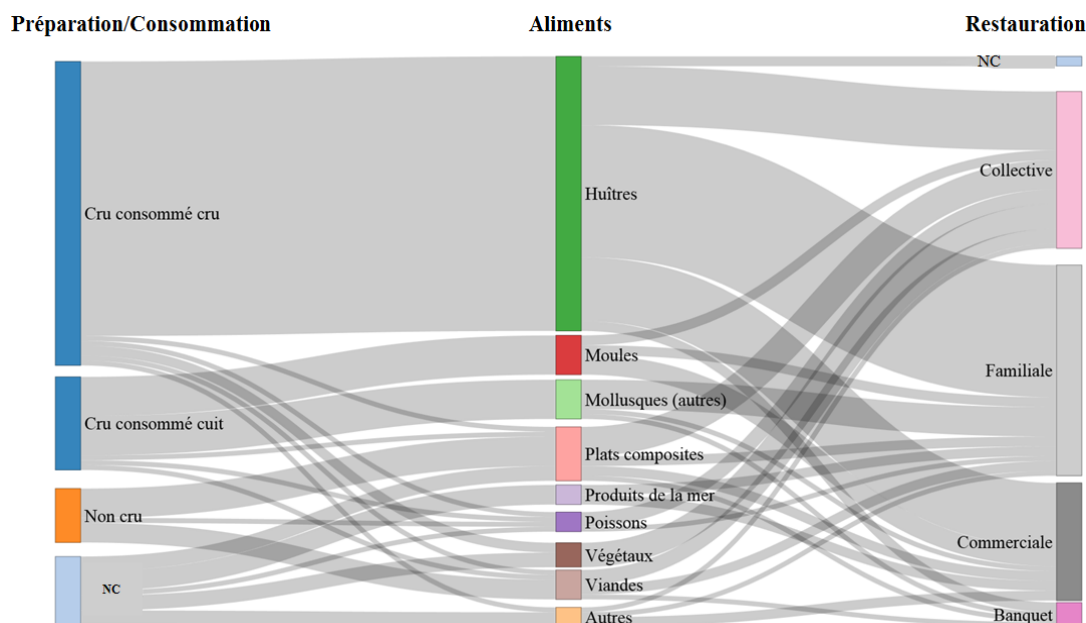 Préparation/Consommation Aliments Restauration
NC
Collective
Huîtres
Cru consommé cru
Moules
Familiale
Mollusques (autres)
Cru consommé cuit
Plats composites
Produits de la mer
Non cru
Poissons
Commerciale
Végétaux
Viandes
NC
Autres
Banquet